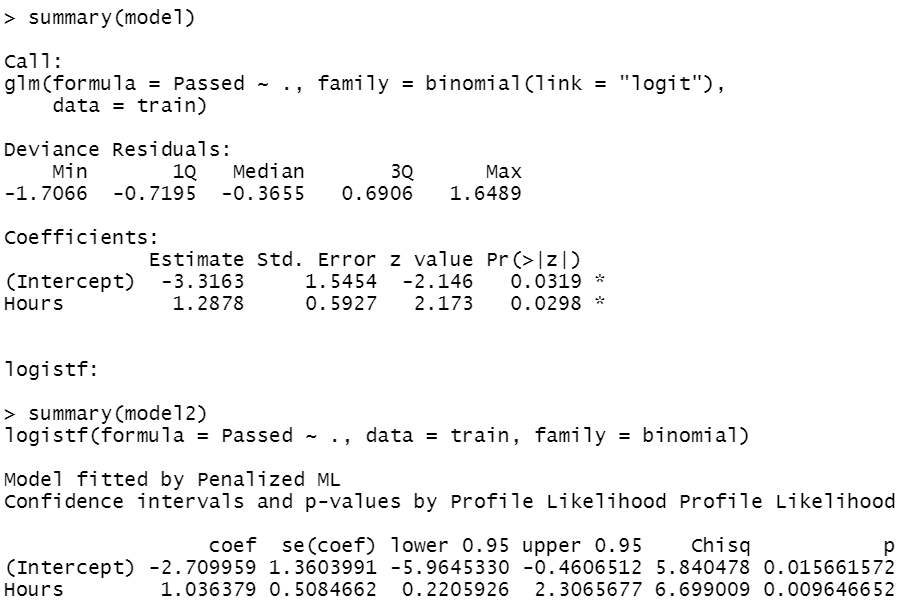 > summary(model)
Call:
glm(formula = Passed ~ ., family = binomial(link = "logit"),
    data = train)
Deviance Residuals:
    Min       1Q   Median       3Q      Max
-1.7066  -0.7195  -0.3655   0.6906   1.6489
Coefficients:
            Estimate Std. Error z value Pr(>|z|)
(Intercept)  -3.3163     1.5454  -2.146   0.0319 *
Hours         1.2878     0.5927   2.173   0.0298 *
logistf:
> summary(model2)
logistf(formula = Passed ~ ., data = train, family = binomial)
Model fitted by Penalized ML
Confidence intervals and p-values by Profile Likelihood Profile Likelihood
                 coef  se(coef) lower 0.95 upper 0.95    Chisq           p
(Intercept) -2.709959 1.3603991 -5.9645330 -0.4606512 5.840478 0.015661572
Hours        1.036379 0.5084662  0.2205926  2.3065677 6.699009 0.009646652